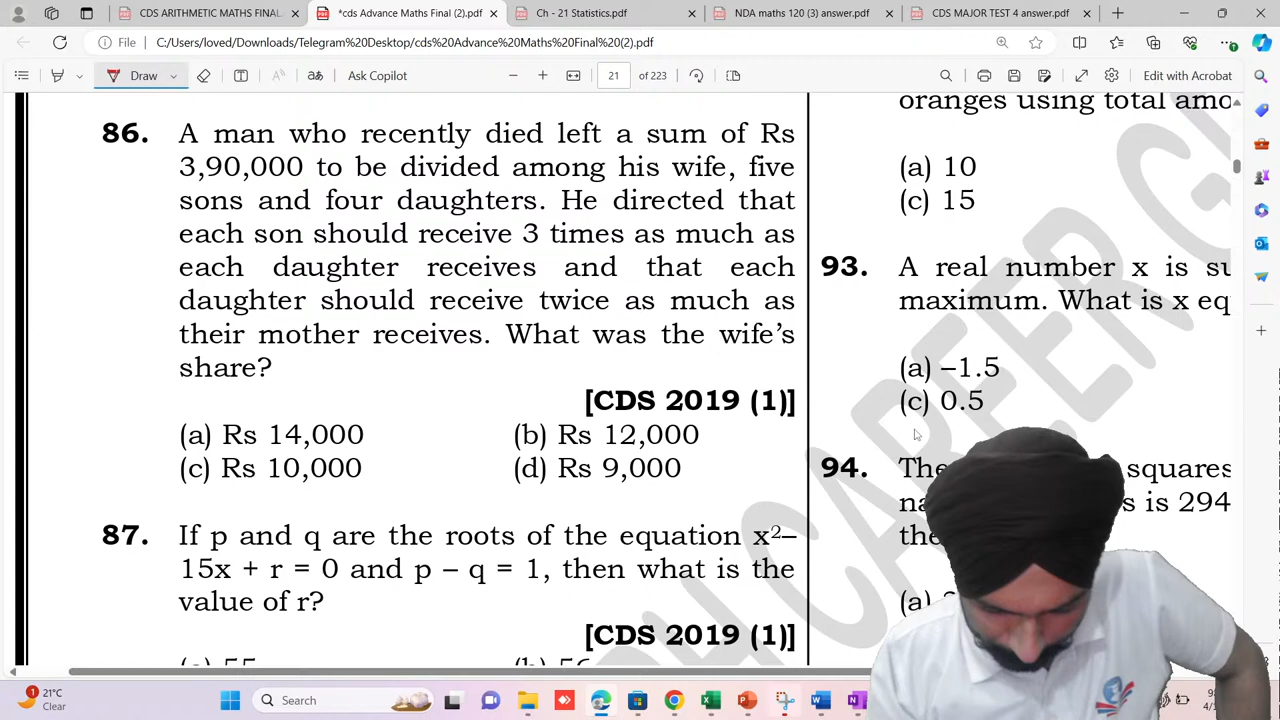 CDS ARITHMETIC MATHS FINAL
*cds Advance Maths Final (2).pdf
Ch - 21 Statistics.pdf
NDA maths 120 (3) answer.pdf
CDS MAJOR TEST 4 answer.pdf
File
C:/Users/loved/Downloads/Telegram%20Desktop/cds%20Advance%20Maths%20Final%20(2).pdf
Draw
Ask Copilot
21
of 223
Edit with Acrobat
86. A man who recently died left a sum of Rs
3,90,000 to be divided among his wife, five
sons and four daughters. He directed that
each son should receive 3 times as much as
each daughter receives and that each
daughter should receive twice as much as
their mother receives. What was the wife's
share?
[CDS 2019 (1)]
(a) Rs 14,000 (b) Rs 12,000
(c) Rs 10,000 (d) Rs 9,000
87. If p and q are the roots of the equation x²–
15x + r = 0 and p – q = 1, then what is the
value of r?
[CDS 2019 (1)]
(b) 56
oranges using total amo
(a) 10
(c) 15
93. A real number x is su
maximum. What is x eq
(a) –1.5
(c) 0.5
94. The squares
is 294
the
(a)
CAREER
1
21°C
Clear
Search